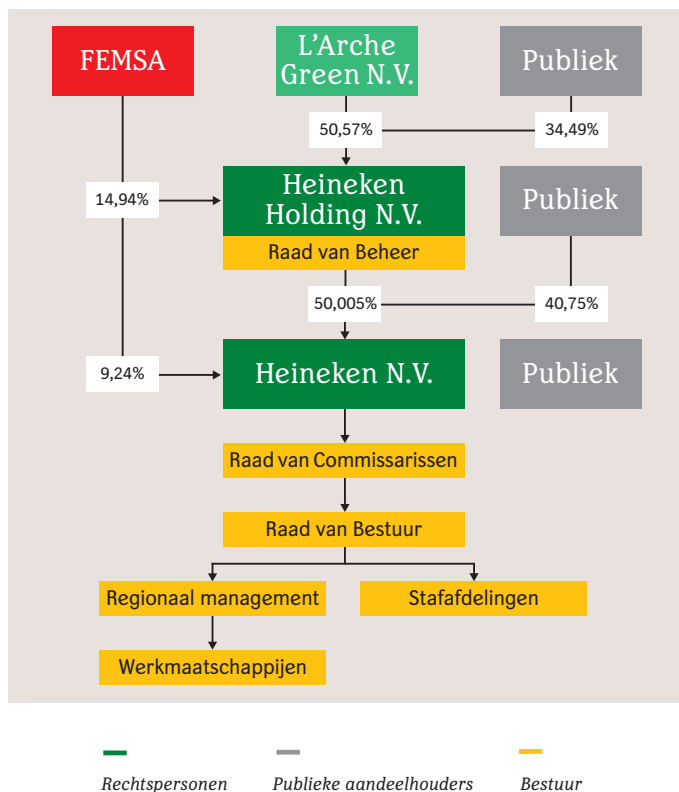 FEMSA
L'Arche
Green N.V.
Publiek
50,57%
34,49%
14,94%
Heineken
Holding N.V.
Publiek
Raad van Beheer
50,005%
40,75%
9,24%
Heineken N.V.
Publiek
Raad van Commissarissen
Raad van Bestuur
Regionaal management
Stafafdelingen
Werkmaatschappijen
Rechtspersonen
Publieke aandeelhouders
Bestuur